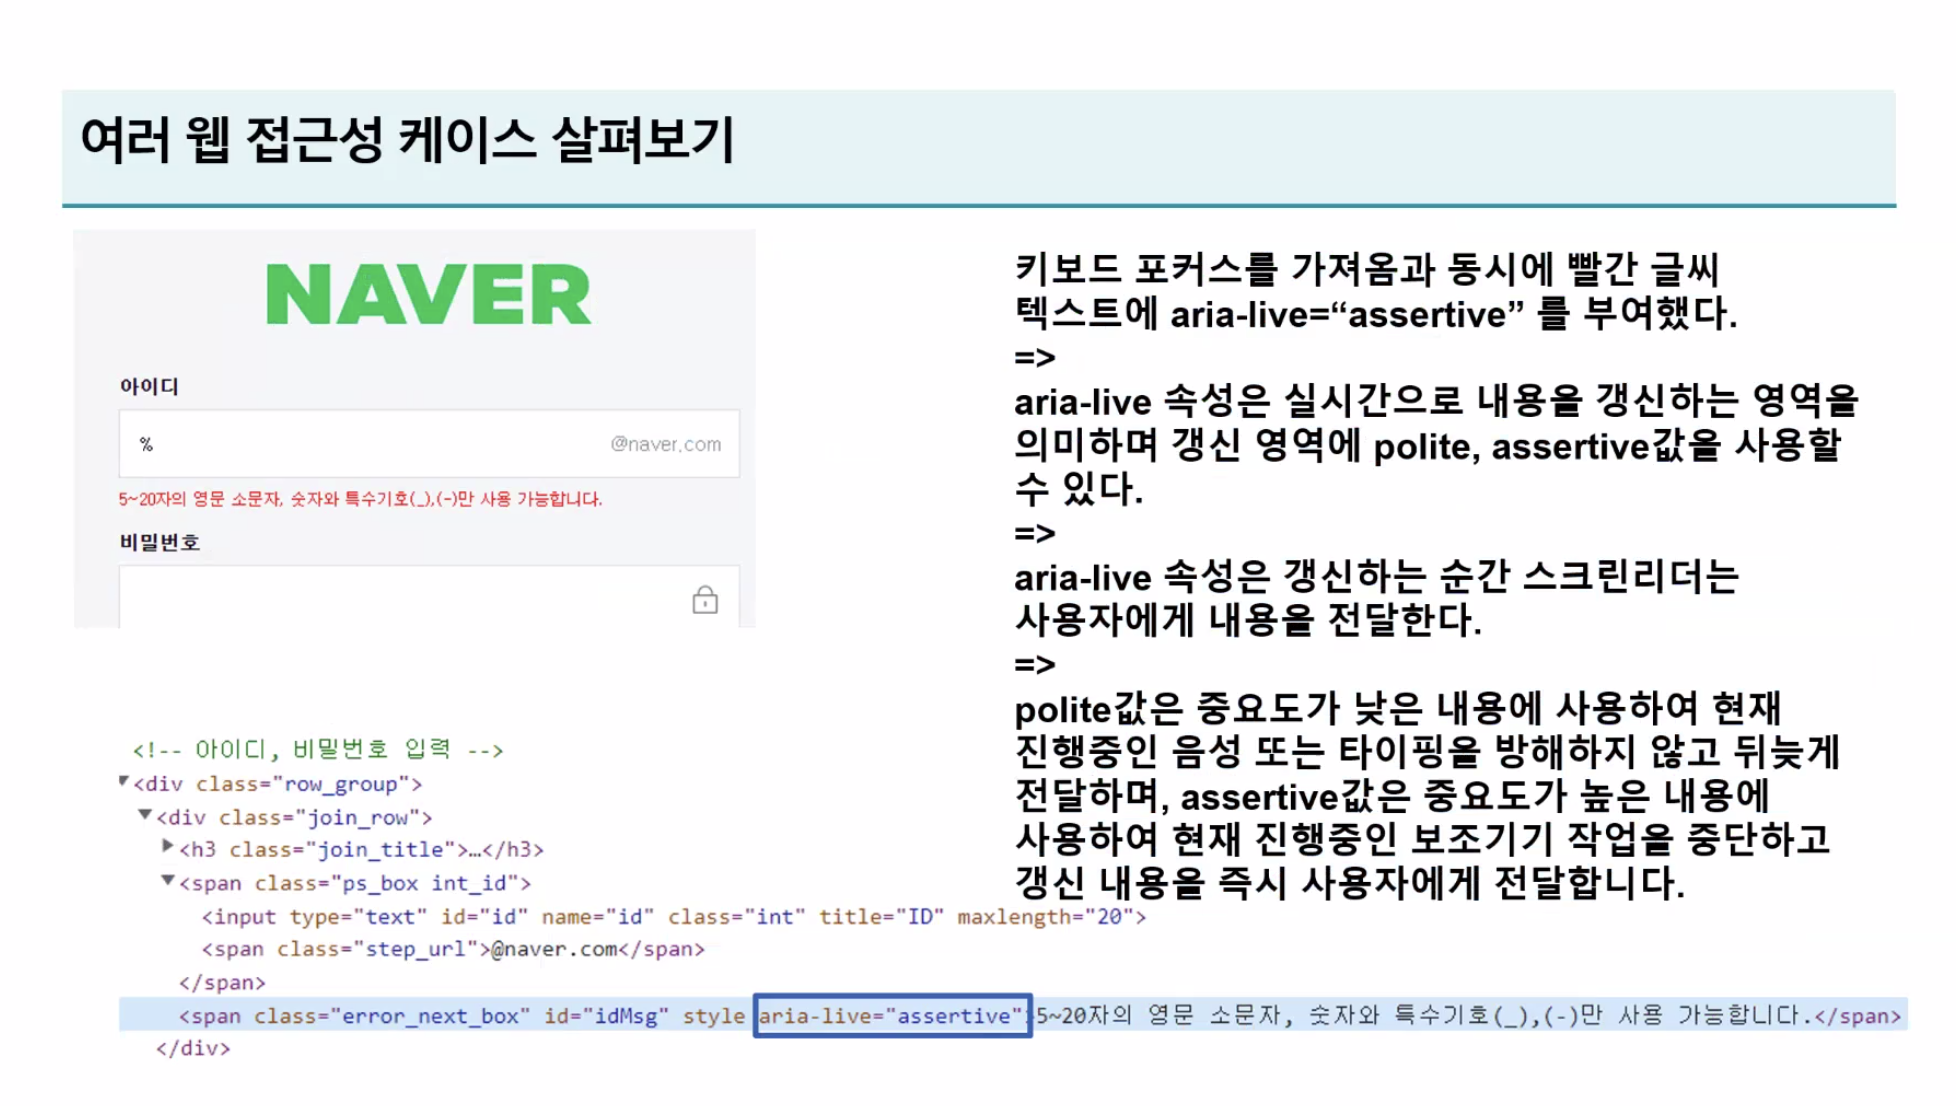 여러 웹 접근성 케이스 살펴보기
NAVER
아이디
%
@naver.com
5~20자의 영문 소문자, 숫자와 특수기호(_),(-)만 사용 가능합니다.
비밀번호
키보드 포커스를 가져옴과 동시에 빨간 글씨
텍스트에 aria-live=“assertive” 를 부여했다.
=>
aria-live 속성은 실시간으로 내용을 갱신하는 영역을
의미하며 갱신 영역에 polite, assertive값을 사용할
수 있다.
=>
aria-live 속성은 갱신하는 순간 스크린리더는
사용자에게 내용을 전달한다.
=>
polite값은 중요도가 낮은 내용에 사용하여 현재
진행중인 음성 또는 타이핑을 방해하지 않고 뒤늦게
전달하며, assertive값은 중요도가 높은 내용에
사용하여 현재 진행중인 보조기기 작업을 중단하고
갱신 내용을 즉시 사용자에게 전달합니다.
<!-- 아이디, 비밀번호 입력 -->
<div class="row_group">
<div class="join_row">
<h3 class="join_title">…</h3>
<span class="ps_box int_id">
<input type="text" id="id" name="id" class="int" title="ID" maxlength="20">
<span class="step_url">@naver.com</span>
</span>
<span class="error_next_box" id="idMsg" style aria-live="assertive">5~20자의 영문 소문자, 숫자와 특수기호(_),(-)만 사용 가능합니다.</span>
</div>